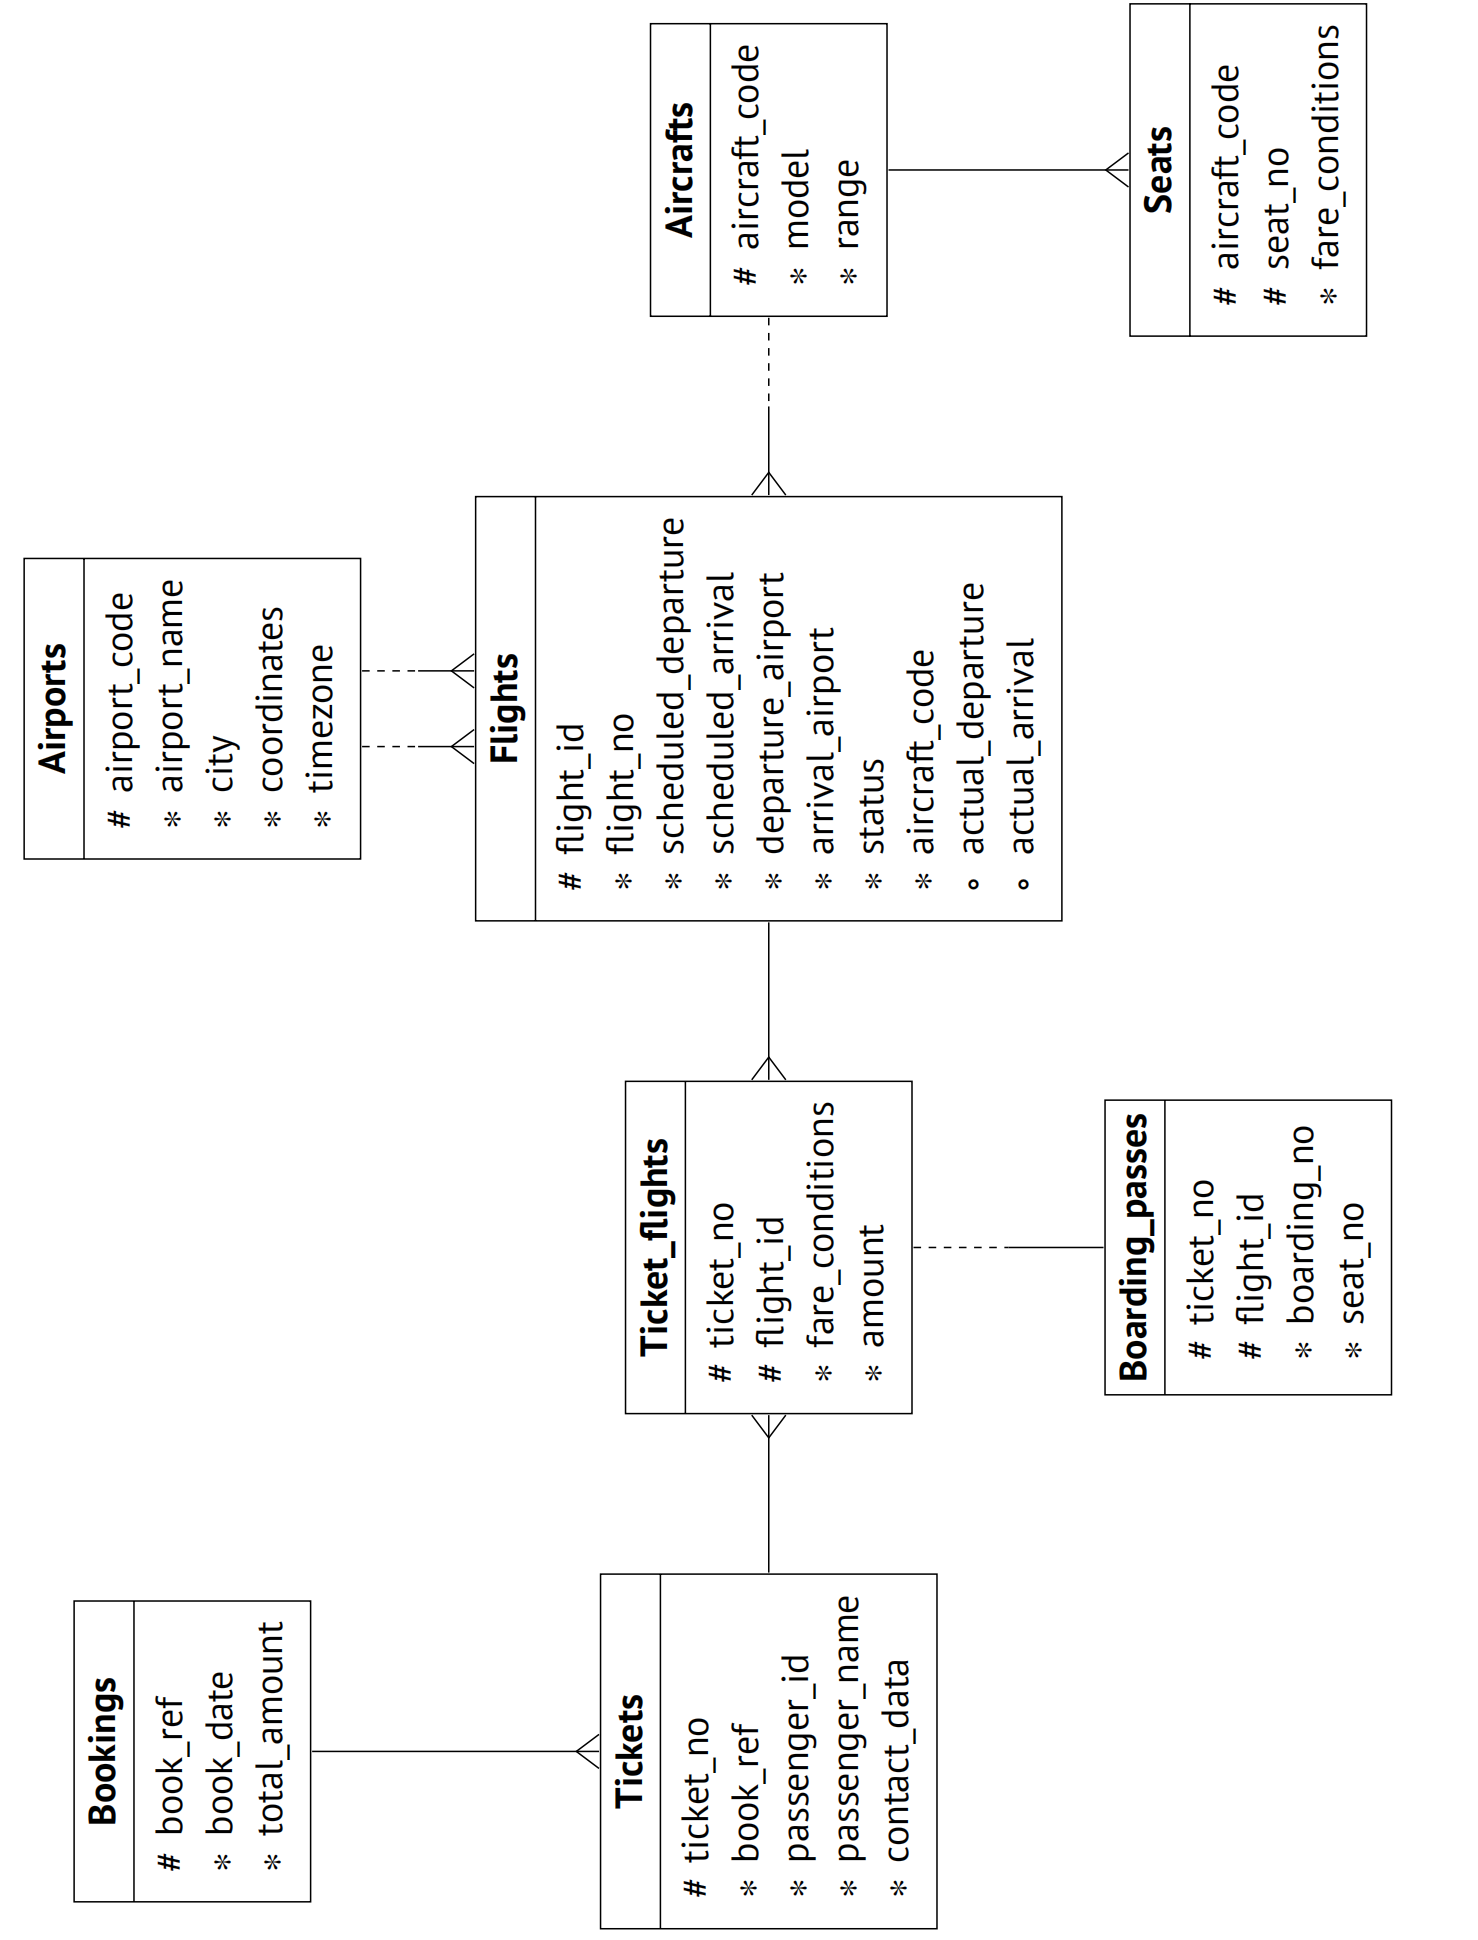 Bookings
# book_ref
* book_date
* total_amount
Airports
# airport_code
* airport_name
* city
* coordinates
* timezone
Tickets
# ticket_no
* book_ref
* passenger_id
* passenger_name
* contact_data
Ticket_flights
# ticket_no
# flight_id
* fare_conditions
* amount
Flights
# flight_id
* flight_no
* scheduled_departure
* scheduled_arrival
* departure_airport
* arrival_airport
* status
* aircraft_code
° actual_departure
° actual_arrival
Aircrafts
# aircraft_code
* model
* range
Boarding_passes
# ticket_no
# flight_id
* boarding_no
* seat_no
Seats
# aircraft_code
# seat_no
* fare_conditions